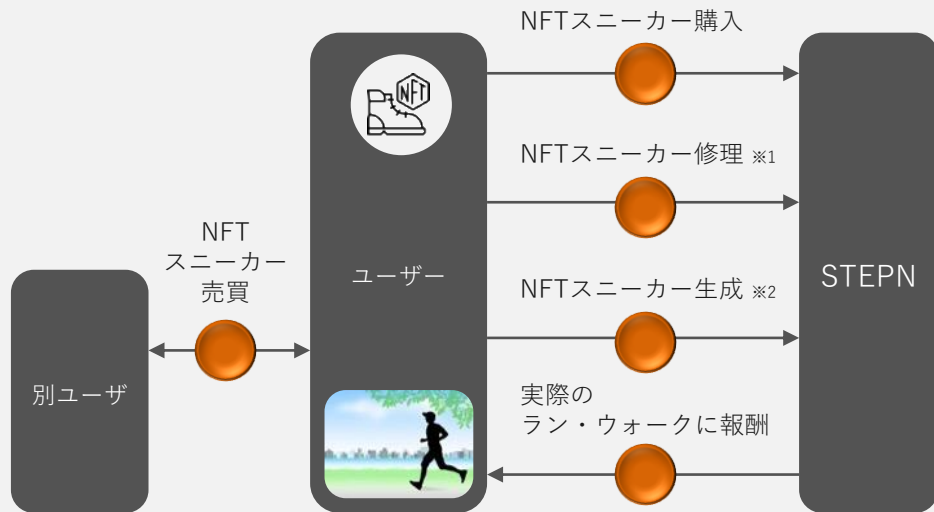 NFTスニーカー購入
NFT
NFTスニーカー修理 ※1
NFT
スニーカー
売買
ユーザー
NFTスニーカー生成 ※2
STEPN
別ユーザ
実際の
ラン・ウォークに報酬